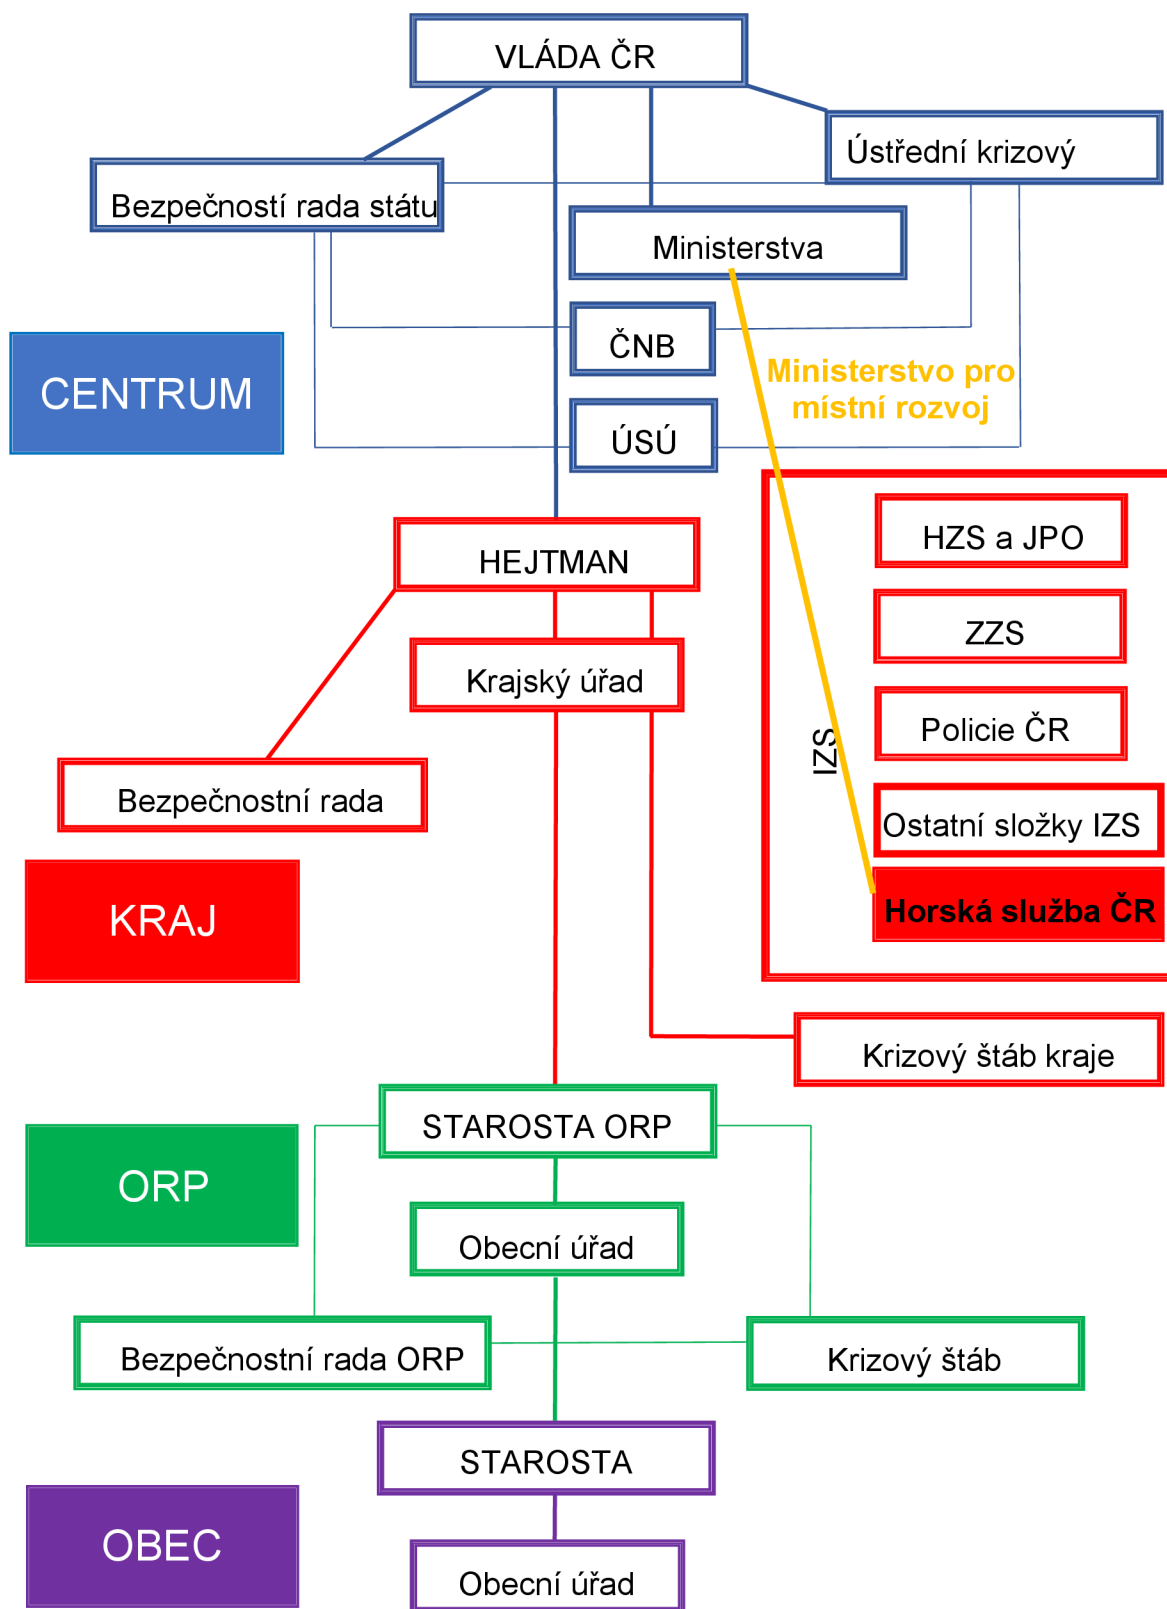 VLÁDA ČR
Ústřední krizový
Bezpečností rada státu
Ministerstva
ČNB
CENTRUM
Ministerstvo pro
místní rozvoj
ÚSÚ
HZS a JPO
HEJTMAN
ZZS
Krajský úřad
Policie ČR
IZS
Bezpečnostní rada
Ostatní složky IZS
KRAJ
Horská služba ČR
Krizový štáb kraje
STAROSTA ORP
ORP
Obecní úřad
Bezpečnostní rada ORP
Krizový štáb
STAROSTA
OBEC
Obecní úřad